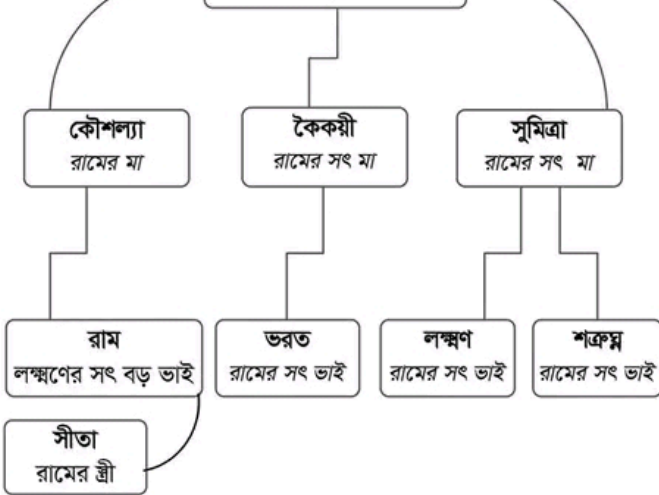 কৌশল্যা
রামের মা
কৈকয়ী
রামের সৎ মা
সুমিত্রা
রামের সৎ মা
রাম
লক্ষ্মণের সৎ বড় ভাই
ভরত
রামের সৎ ভাই
লক্ষ্মণ
রামের সৎ ভাই
শত্রুঘ্ন
রামের সৎ ভাই
সীতা
রামের স্ত্রী